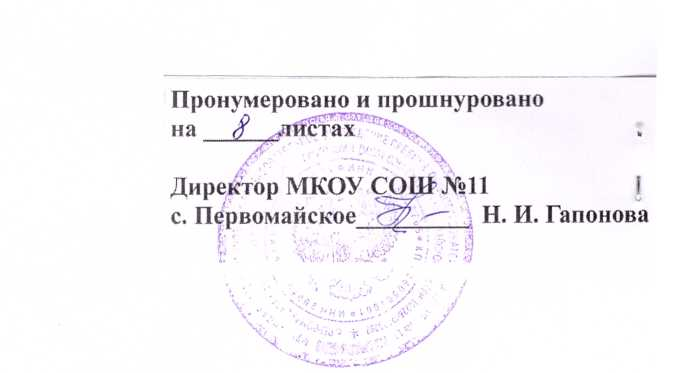 Пронумеровано и прошнуровано
на 8 листах
Директор МКОУ СОШ №11
с. Первомайское Н. И. Гапонова